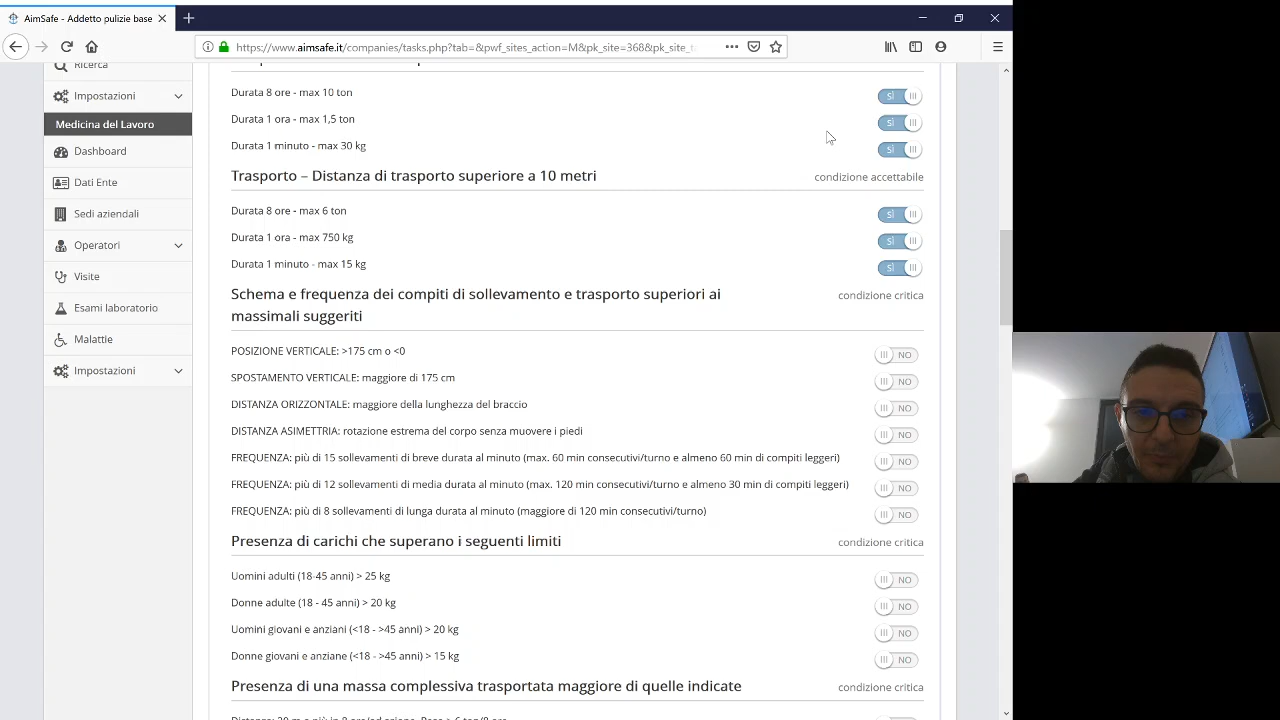 AimSafe - Addetto pulizie base
https://www.aimsafe.it/companies/tasks.php?tab=&pwf_sites_action=M&pk_site=368&pk_site_t
Ricerca
Impostazioni
Medicina del Lavoro
Dashboard
Dati Ente
Sedi aziendali
Operatori
Visite
Esami laboratorio
Malattie
Impostazioni
Durata 8 ore - max 10 ton SÌ
Durata 1 ora - max 1,5 ton SÌ
Durata 1 minuto - max 30 kg SÌ
Trasporto – Distanza di trasporto superiore a 10 metri condizione accettabile
Durata 8 ore - max 6 ton SÌ
Durata 1 ora - max 750 kg SÌ
Durata 1 minuto - max 15 kg SÌ
Schema e frequenza dei compiti di sollevamento e trasporto superiori ai condizione critica
massimali suggeriti
POSIZIONE VERTICALE: >175 cm o <0 NO
SPOSTAMENTO VERTICALE: maggiore di 175 cm NO
DISTANZA ORIZZONTALE: maggiore della lunghezza del braccio NO
DISTANZA ASIMETTRIA: rotazione estrema del corpo senza muovere i piedi NO
FREQUENZA: più di 15 sollevamenti di breve durata al minuto (max. 60 min consecutivi/turno e almeno 60 min di compiti leggeri) NO
FREQUENZA: più di 12 sollevamenti di media durata al minuto (max. 120 min consecutivi/turno e almeno 30 min di compiti leggeri) NO
FREQUENZA: più di 8 sollevamenti di lunga durata al minuto (maggiore di 120 min consecutivi/turno) NO
Presenza di carichi che superano i seguenti limiti condizione critica
Uomini adulti (18-45 anni) > 25 kg NO
Donne adulte (18 - 45 anni) > 20 kg NO
Uomini giovani e anziani (<18 - >45 anni) > 20 kg NO
Donne giovani e anziane (<18 - >45 anni) > 15 kg NO
Presenza di una massa complessiva trasportata maggiore di quelle indicate condizione critica